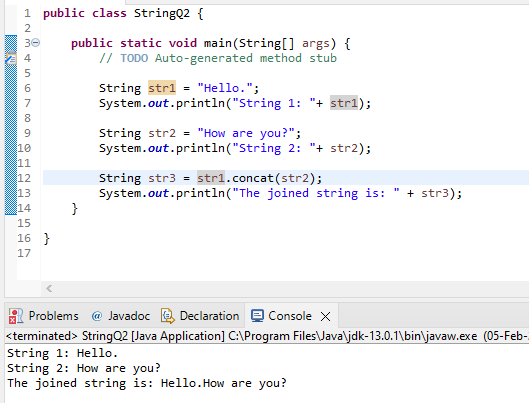 1 public class StringQ2 {
2
3 public static void main(String[] args) {
4 // TODO Auto-generated method stub
5
6 String str1 = "Hello.";
7 System.out.println("String 1: "+ str1);
8
9 String str2 = "How are you?";
10 System.out.println("String 2: "+ str2);
11
12 String str3 = str1.concat(str2);
13 System.out.println("The joined string is: " + str3);
14 }
15
16 }
17
Problems @ Javadoc Declaration Console
<terminated> StringQ2 [Java Application] C:\Program Files\Java\jdk-13.0.1\bin\javaw.exe (05-Feb-
String 1: Hello.
String 2: How are you?
The joined string is: Hello.How are you?